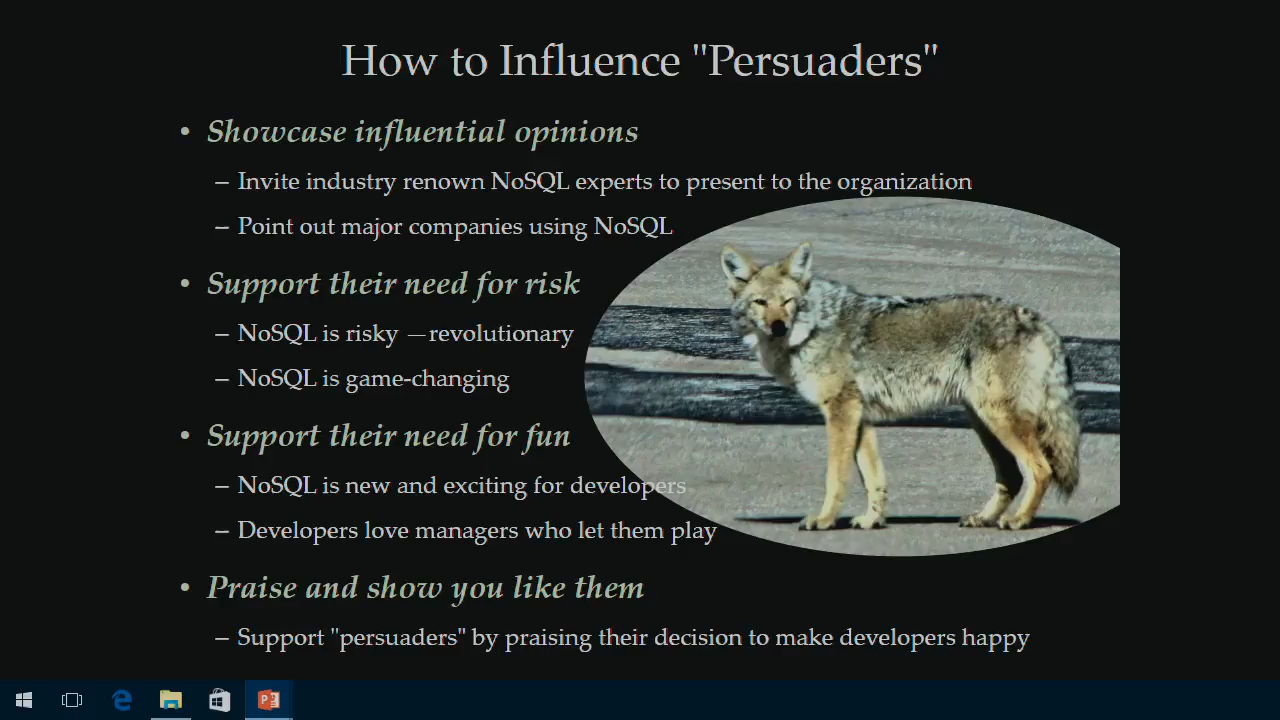 How to Influence "Persuaders"
• Showcase influential opinions
– Invite industry renown NoSQL experts to present to the organization
– Point out major companies using NoSQL
• Support their need for risk
– NoSQL is risky —revolutionary
– NoSQL is game-changing
• Support their need for fun
– NoSQL is new and exciting for developers
– Developers love managers who let them play
• Praise and show you like them
– Support "persuaders" by praising their decision to make developers happy